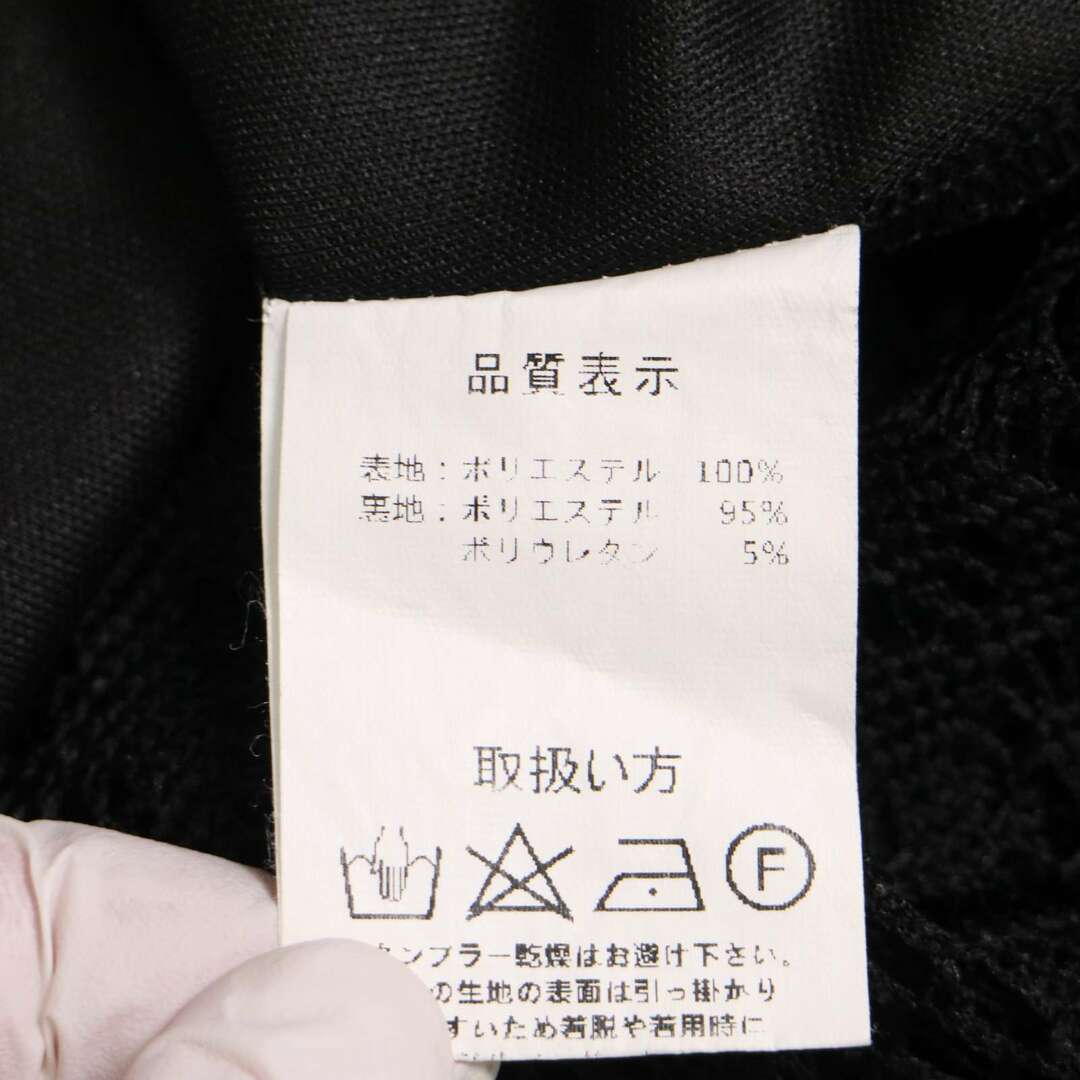 品質表示
表地：ポリエステル 100%
裏地：ポリエステル 95%
ポリウレタン 5%
取扱い方
F
タンブラー乾燥はお避け下さい。
の生地の表面は引っ掛かり
すいため着脱や着用時に